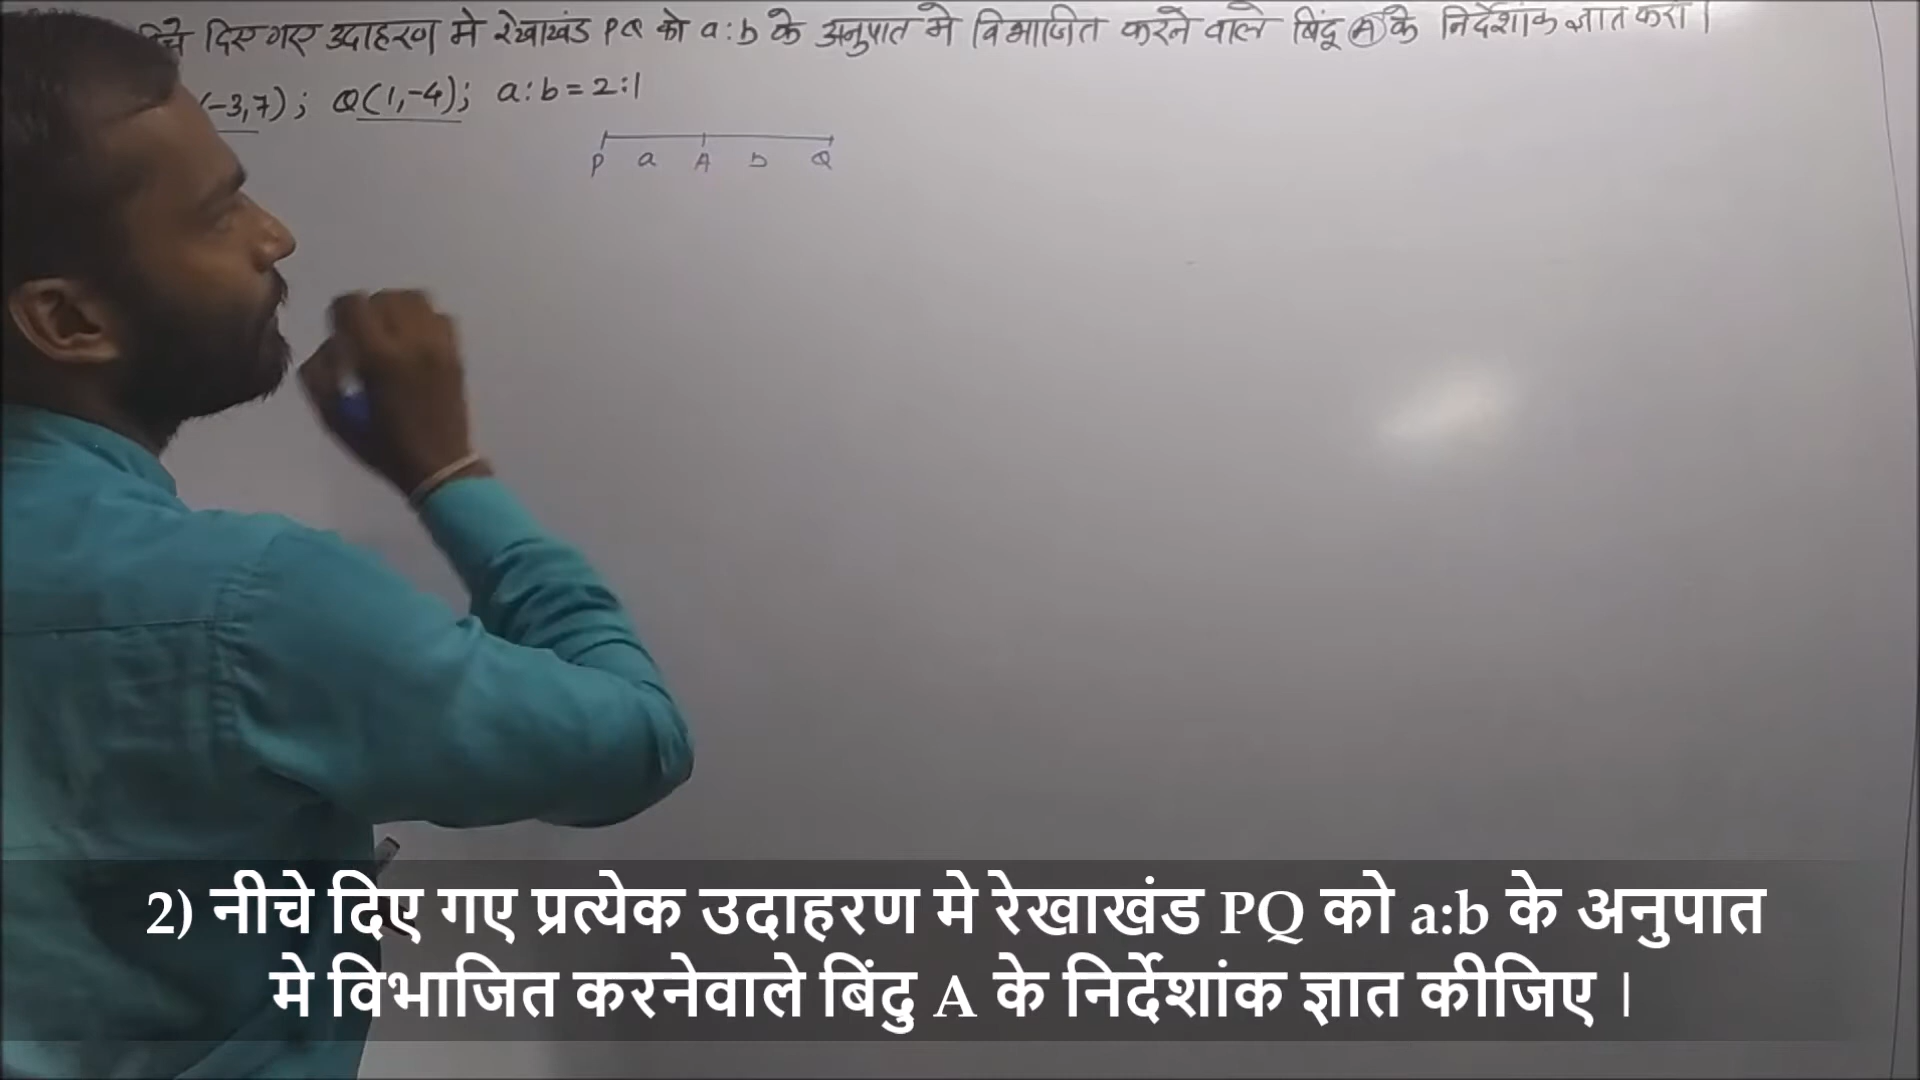 दिए गए उदाहरण मे रेखाखंड PQ को a:b के अनुपात मे विभाजित करने वाले बिंदू A के निर्देशांक ज्ञात करो |
(-3,7); Q(1,-4); a:b=2:1
P a A b Q
2) नीचे दिए गए प्रत्येक उदाहरण मे रेखाखंड PQ को a:b के अनुपात
मे विभाजित करनेवाले बिंदु A के निर्देशांक ज्ञात कीजिए ।